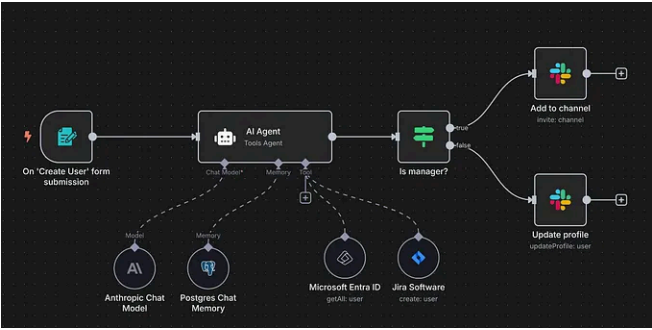 On 'Create User' form
submission
AI Agent
Tools Agent
Chat Model*
Memory
Tool
Is manager?
true
false
Add to channel
invite: channel
Update profile
updateProfile: user
Model
Memory
Anthropic Chat
Model
Postgres Chat
Memory
Microsoft Entra ID
getAll: user
Jira Software
create: user